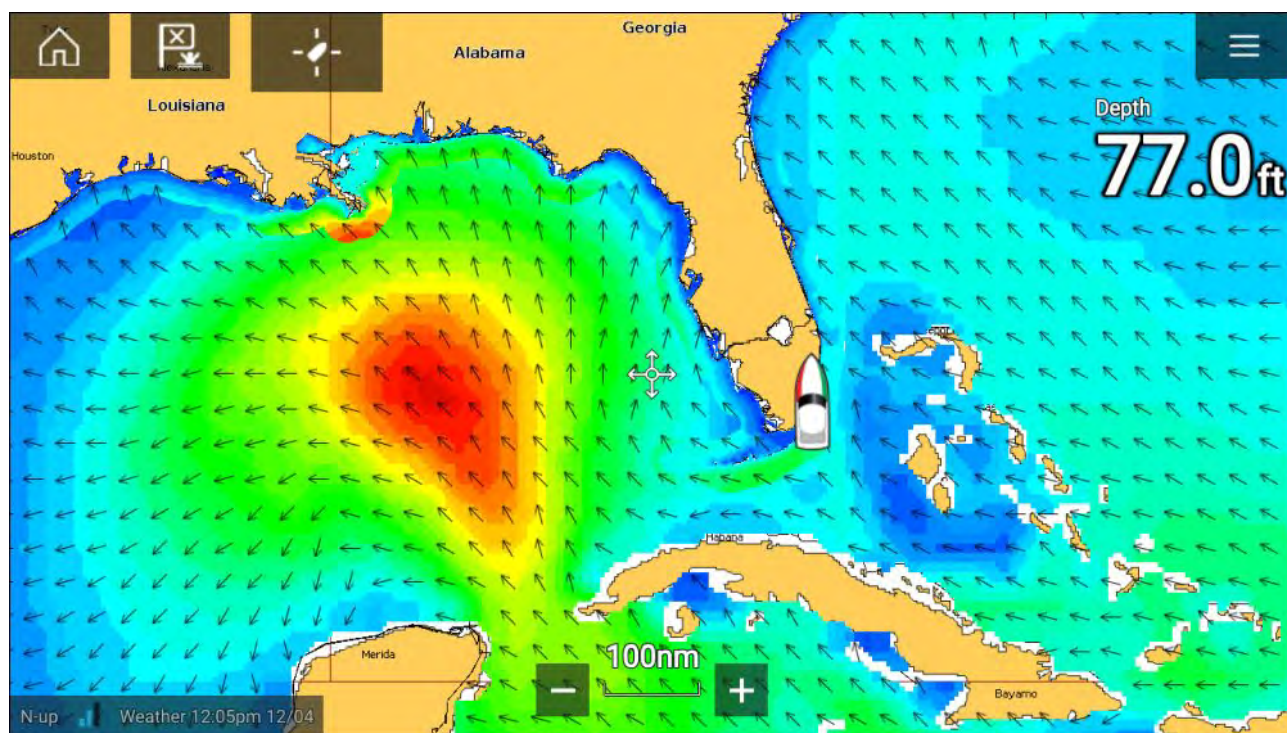 Georgia
Alabama
Louisiana
Houston
Depth
77.0ft
Habana
Merida
100nm
Bayamo
N-up
Weather 12:05pm 12/04